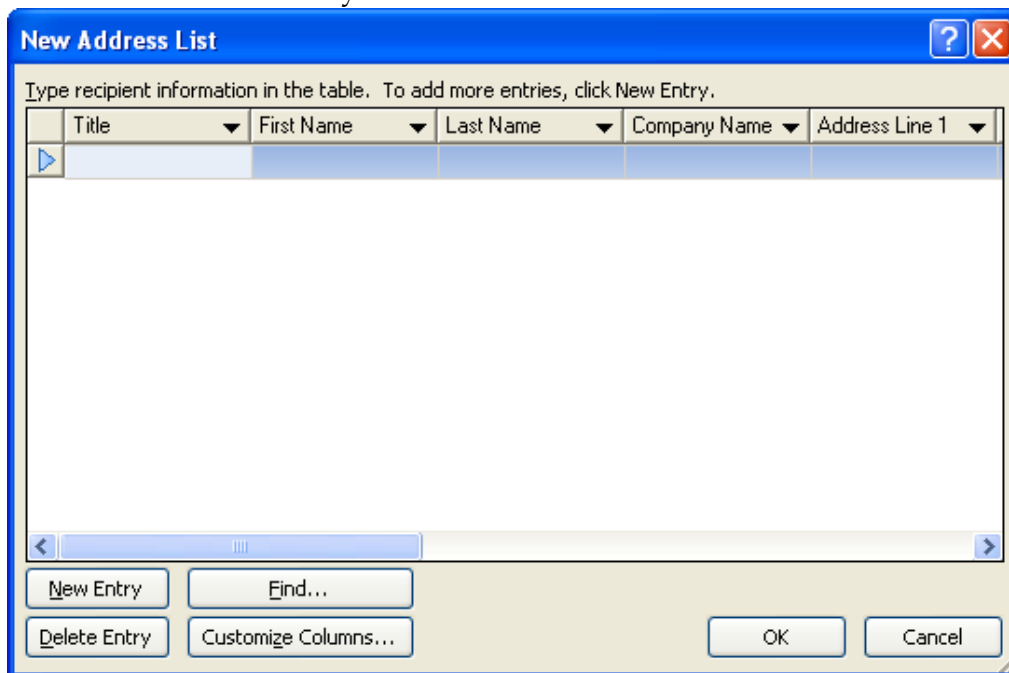 New Address List
Type recipient information in the table. To add more entries, click New Entry.
Title First Name Last Name Company Name Address Line 1
New Entry Find...
Delete Entry Customize Columns... OK Cancel